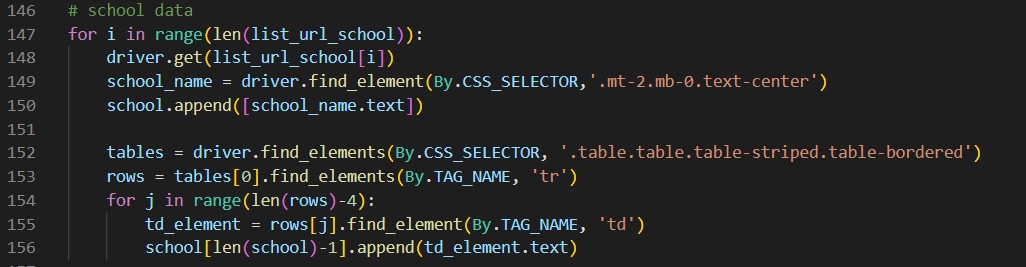 146 # school data
147 for i in range(len(list_url_school)):
148 driver.get(list_url_school[i])
149 school_name = driver.find_element(By.CSS_SELECTOR,'.mt-2.mb-0.text-center')
150 school.append([school_name.text])
151
152 tables = driver.find_elements(By.CSS_SELECTOR, '.table.table.table-striped.table-bordered')
153 rows = tables[0].find_elements(By.TAG_NAME, 'tr')
154 for j in range(len(rows)-4):
155 td_element = rows[j].find_element(By.TAG_NAME, 'td')
156 school[len(school)-1].append(td_element.text)